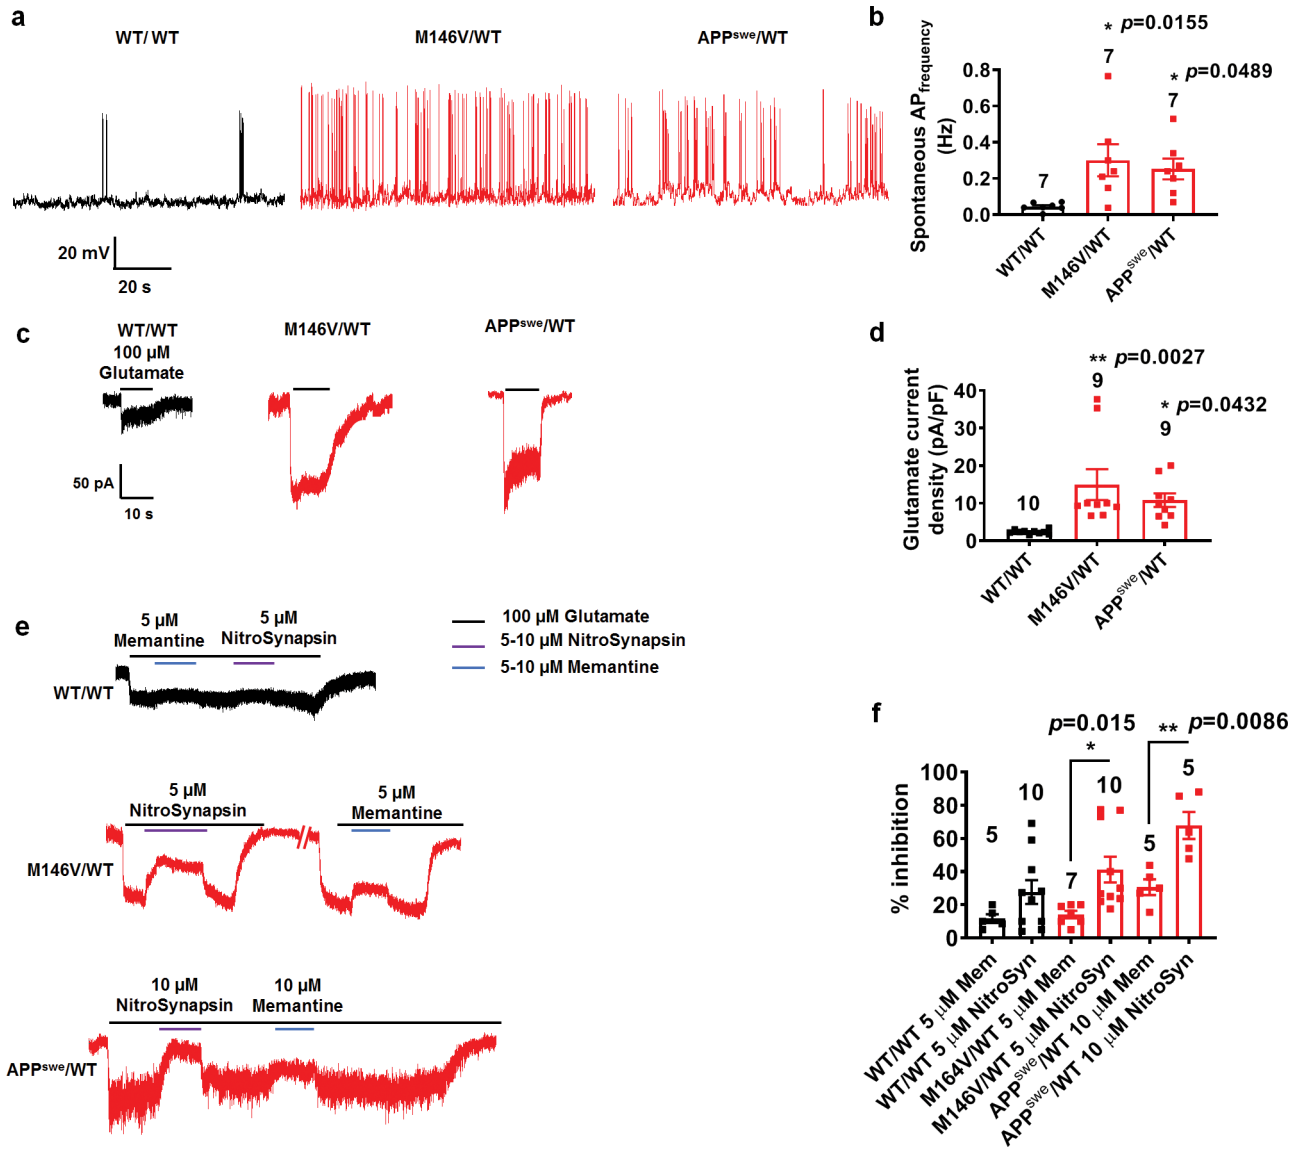 a
WT/ WT
M146V/WT
APPswe/WT
20 mV
20 s
b
* p=0.0155
7
* p=0.0489
7
7
Spontaneous APfrequency
(Hz)
0.8
0.6
0.4
0.2
0.0
WT/WT
M146V/WT
APPswe/WT
c
WT/WT
100 µM
Glutamate
M146V/WT
APPswe/WT
50 pA
10 s
d
** p=0.0027
9
* p=0.0432
9
10
Glutamate current
density (pA/pF)
40
30
20
10
0
WT/WT
M146V/WT
APPswe/WT
e
5 µM
Memantine
5 µM
NitroSynapsin
WT/WT
100 µM Glutamate
5-10 µM NitroSynapsin
5-10 µM Memantine
5 µM
NitroSynapsin
5 µM
Memantine
M146V/WT
10 µM
NitroSynapsin
10 µM
Memantine
APPswe/WT
f
p=0.015
*
** p=0.0086
5
10
7
10
5
5
% inhibition
100
80
60
40
20
0
WT/WT 5 µM Mem
WT/WT 5 µM NitroSyn
M164V/WT 5 µM Mem
M146V/WT 5 µM NitroSyn
APPswe/WT 10 µM Mem
APPswe/WT 10 µM NitroSyn